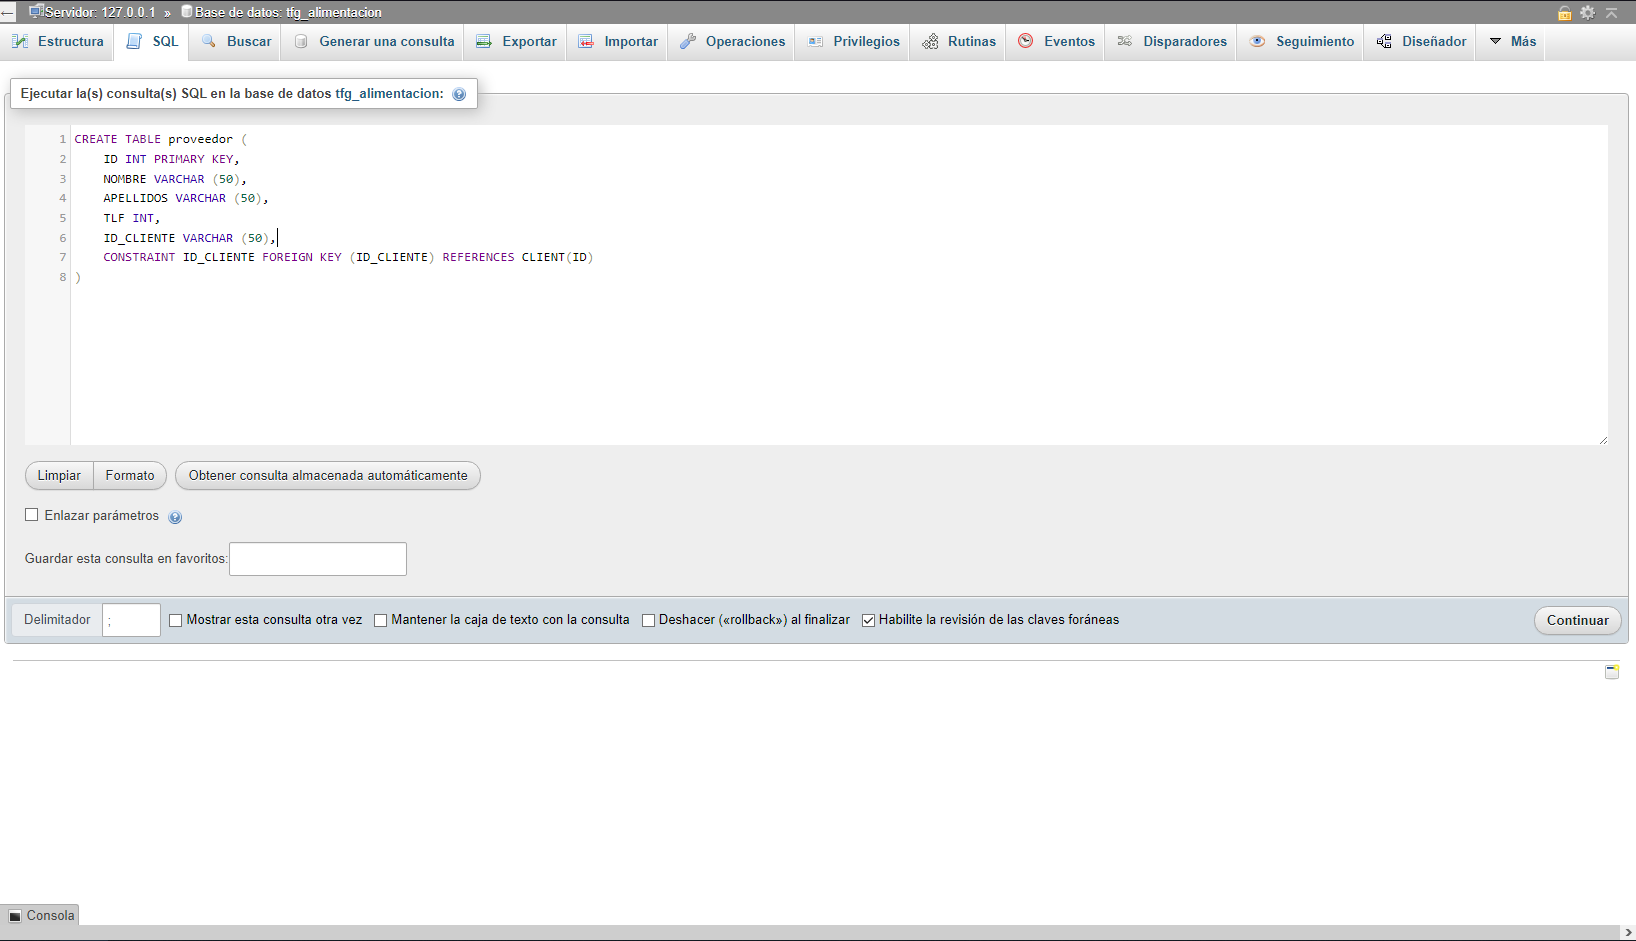 Servidor: 127.0.0.1 » Base de datos: tfg_alimentacion
Estructura SQL Buscar Generar una consulta Exportar Importar Operaciones Privilegios Rutinas Eventos Disparadores Seguimiento Diseñador Más
Ejecutar la(s) consulta(s) SQL en la base de datos tfg_alimentacion:
1 CREATE TABLE proveedor (
2 ID INT PRIMARY KEY,
3 NOMBRE VARCHAR (50),
4 APELLIDOS VARCHAR (50),
5 TLF INT,
6 ID_CLIENTE VARCHAR (50),
7 CONSTRAINT ID_CLIENTE FOREIGN KEY (ID_CLIENTE) REFERENCES CLIENT(ID)
8 )
Limpiar Formato Obtener consulta almacenada automáticamente
Enlazar parámetros
Guardar esta consulta en favoritos:
Delimitador ; Mostrar esta consulta otra vez Mantener la caja de texto con la consulta Deshacer («rollback») al finalizar Habilite la revisión de las claves foráneas Continuar
Consola